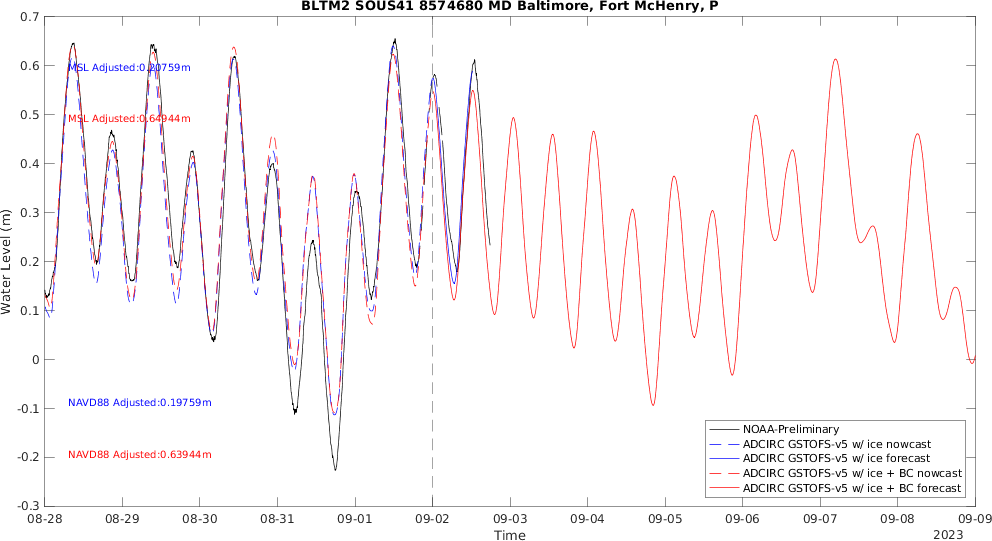 BLTM2 SOUS41 8574680 MD Baltimore, Fort McHenry, P
0.7
0.6
0.5
0.4
0.3
0.2
0.1
0
-0.1
-0.2
-0.3
Water Level (m)
MSL Adjusted:0.20759m
MSL Adjusted:0.64944m
NAVD88 Adjusted:0.19759m
NAVD88 Adjusted:0.63944m
NOAA-Preliminary
ADCIRC GSTOFS-v5 w/ ice nowcast
ADCIRC GSTOFS-v5 w/ ice forecast
ADCIRC GSTOFS-v5 w/ ice + BC nowcast
ADCIRC GSTOFS-v5 w/ ice + BC forecast
08-28 08-29 08-30 08-31 09-01 09-02 09-03 09-04 09-05 09-06 09-07 09-08 09-09
Time
2023